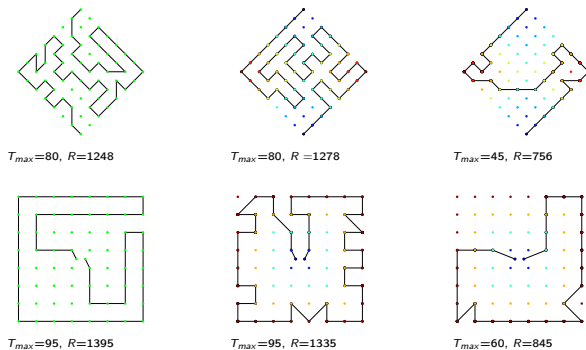 Tmax=80, R=1248
Tmax=80, R=1278
Tmax=45, R=756
Tmax=95, R=1395
Tmax=95, R=1335
Tmax=60, R=845